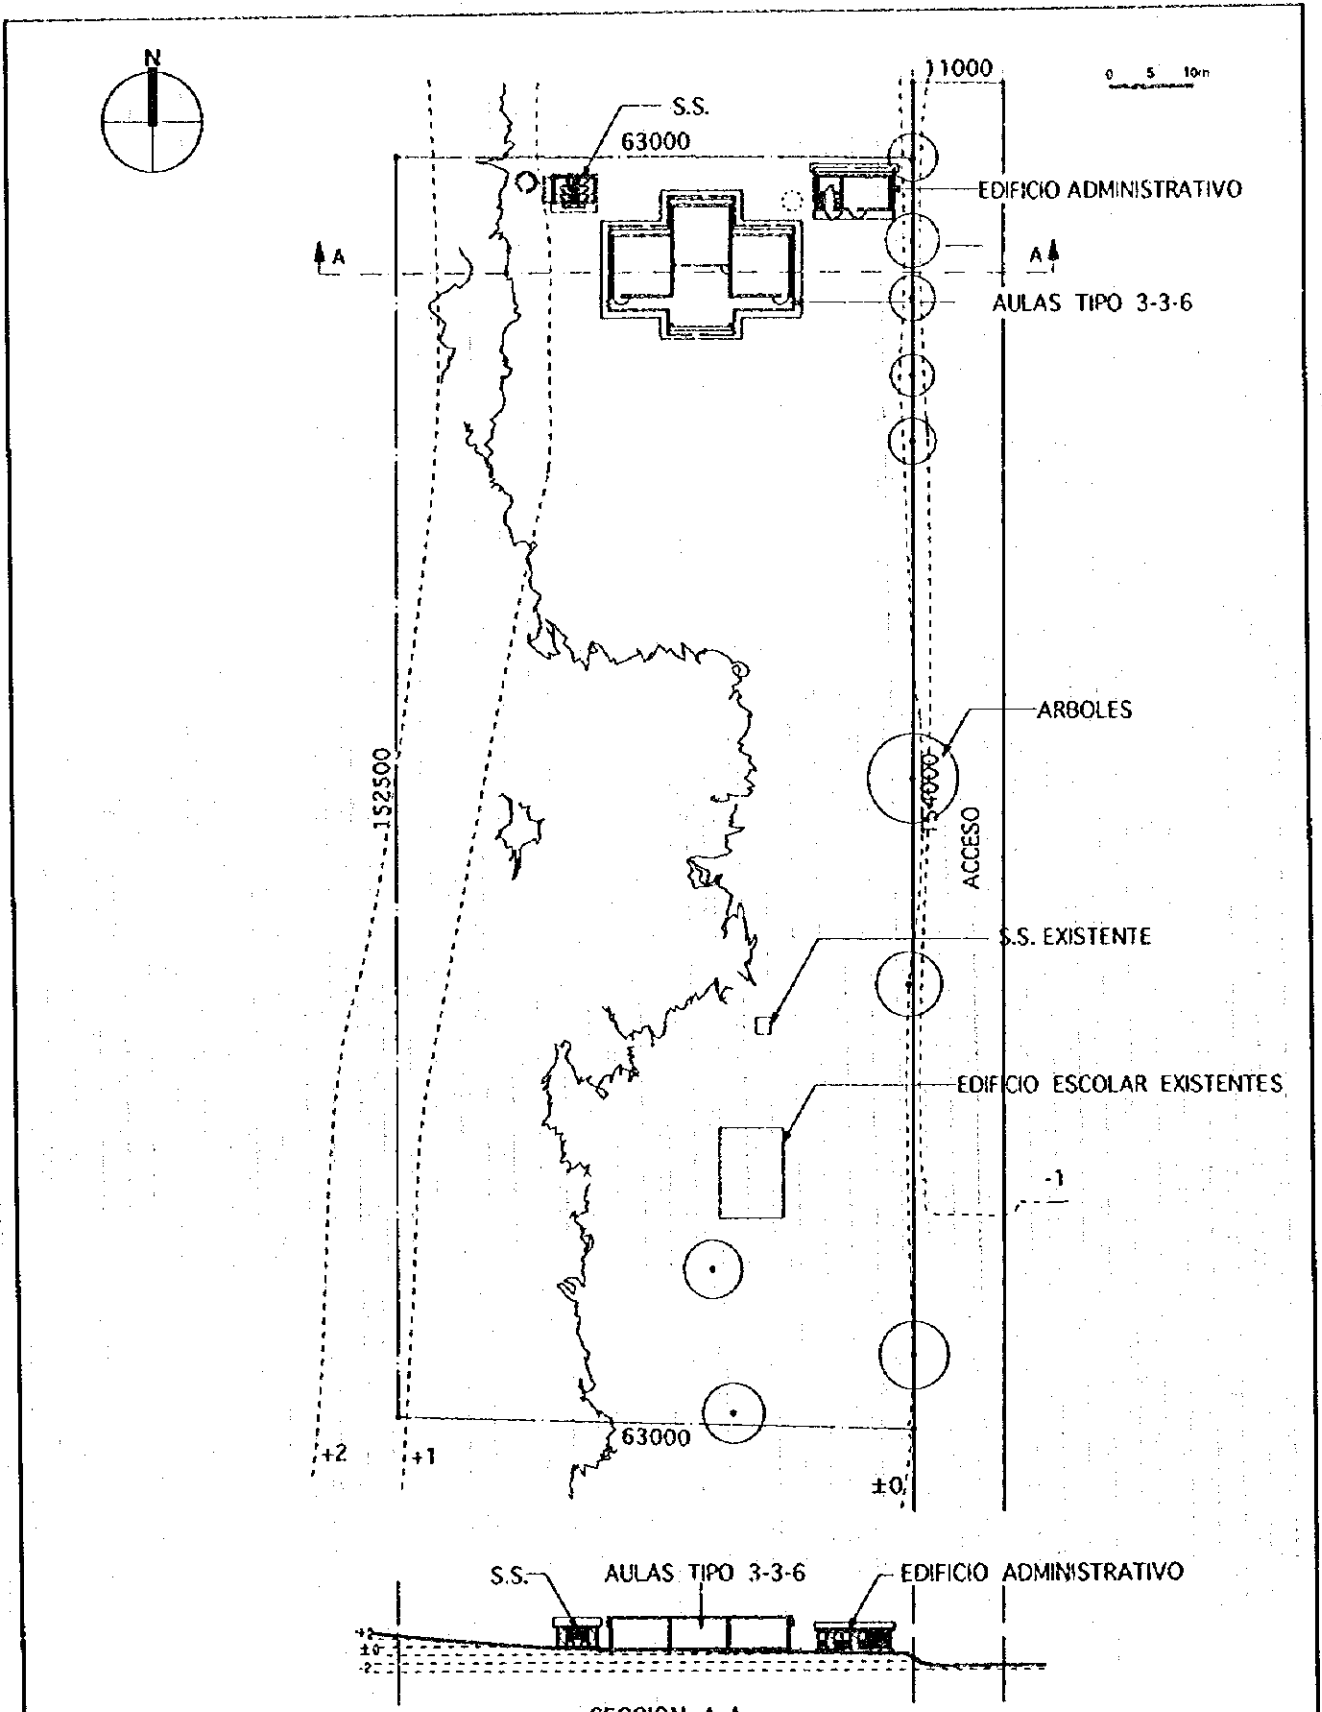 N
11000
0 5 10m
S.S.
63000
EDIFICIO ADMINISTRATIVO
A
A
AULAS TIPO 3-3-6
ARBOLES
152500
154000
ACCESO
S.S. EXISTENTE
EDIFICIO ESCOLAR EXISTENTES
-1
63000
+2
+1
±0
S.S.
AULAS TIPO 3-3-6
EDIFICIO ADMINISTRATIVO
+2
±0
-2
SECCION A-A